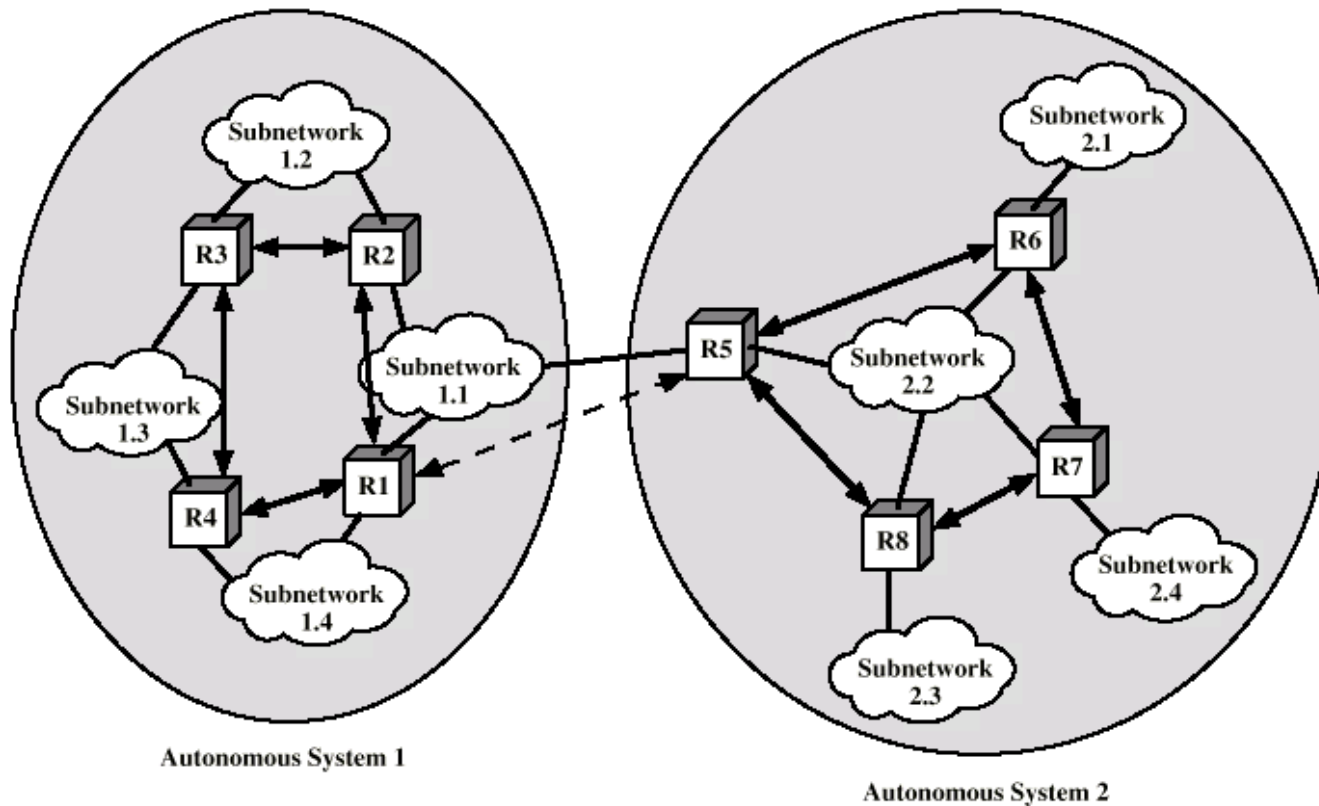 Subnetwork
1.2
R3
R2
Subnetwork
1.1
Subnetwork
1.3
R4
R1
Subnetwork
1.4
Autonomous System 1
Subnetwork
2.1
R6
R5
Subnetwork
2.2
R7
R8
Subnetwork
2.4
Subnetwork
2.3
Autonomous System 2